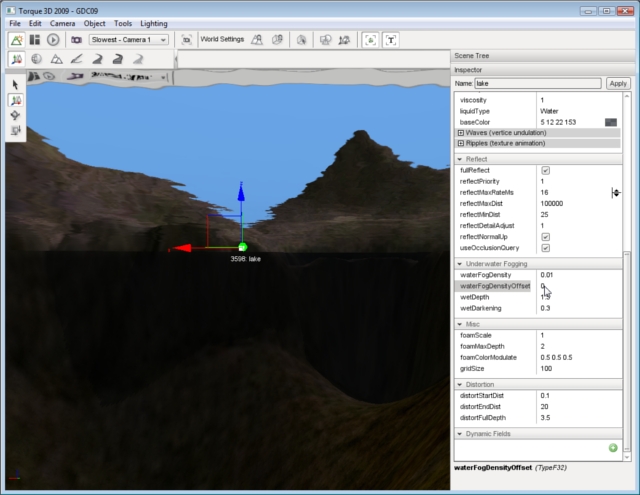 Torque 3D 2009 - GDC09
File Edit Camera Object Tools Lighting
Slowest - Camera 1 World Settings T
Scene Tree
Inspector
Name: lake Apply
viscosity 1
liquidType Water
baseColor 5 12 22 153
Waves (vertice undulation)
Ripples (texture animation)
Reflect
fullReflect
reflectPriority 1
reflectMaxRateMs 16
reflectMaxDist 100000
reflectMinDist 25
reflectDetailAdjust 1
reflectNormalUp
useOcclusionQuery
Underwater Fogging
waterFogDensity 0.01
waterFogDensityOffset 0
wetDepth 1.5
wetDarkening 0.3
Misc
foamScale 1
foamMaxDepth 2
foamColorModulate 0.5 0.5 0.5
gridSize 100
Distortion
distortStartDist 0.1
distortEndDist 20
distortFullDepth 3.5
Dynamic Fields
waterFogDensityOffset (TypeF32)
3598: lake